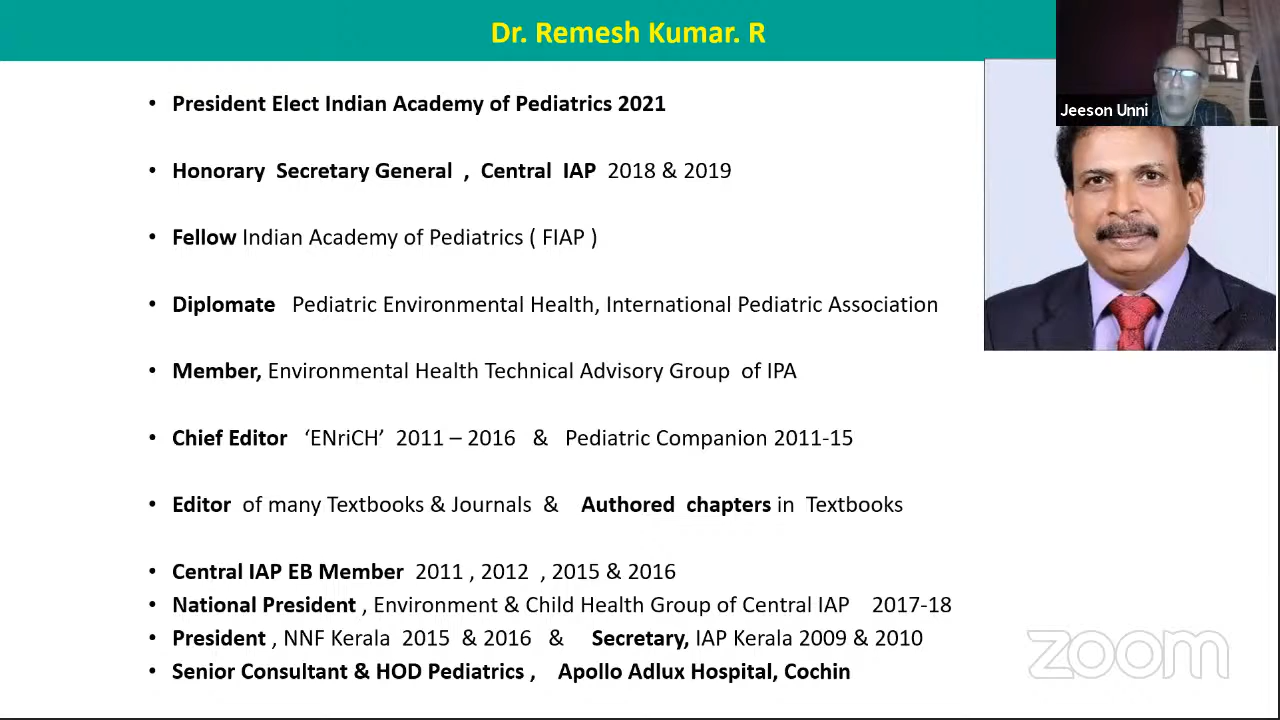 Dr. Remesh Kumar. R
Jeeson Unni
• President Elect Indian Academy of Pediatrics 2021
• Honorary Secretary General , Central IAP 2018 & 2019
• Fellow Indian Academy of Pediatrics ( FIAP )
• Diplomate Pediatric Environmental Health, International Pediatric Association
• Member, Environmental Health Technical Advisory Group of IPA
• Chief Editor ‘ENriCH’ 2011 – 2016 & Pediatric Companion 2011-15
• Editor of many Textbooks & Journals & Authored chapters in Textbooks
• Central IAP EB Member 2011 , 2012 , 2015 & 2016
• National President , Environment & Child Health Group of Central IAP 2017-18
• President , NNF Kerala 2015 & 2016 & Secretary, IAP Kerala 2009 & 2010
• Senior Consultant & HOD Pediatrics , Apollo Adlux Hospital, Cochin
zoom